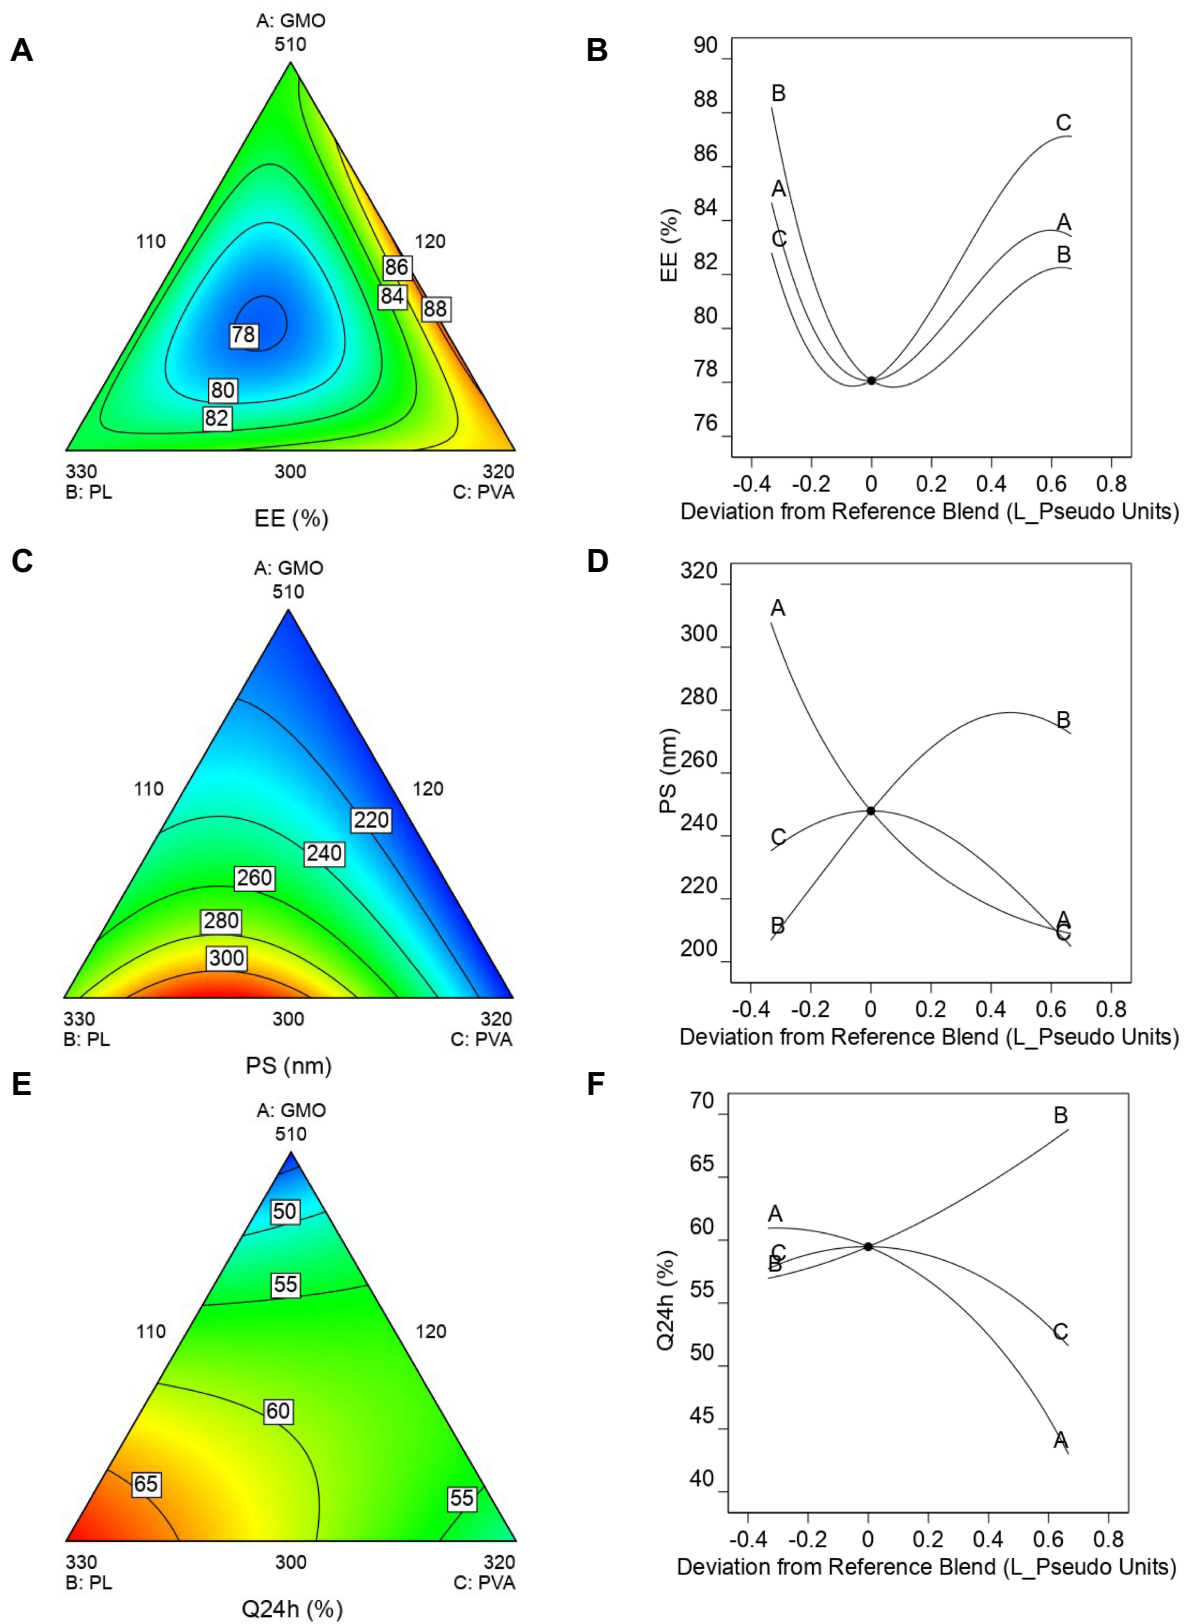 A
A: GMO
510
110
120
86
84
88
78
80
82
330
300
320
B: PL
C: PVA
EE (%)
B
90
88
86
84
82
80
78
76
EE (%)
B
A
C
C
A
B
-0.4 -0.2 0 0.2 0.4 0.6 0.8
Deviation from Reference Blend (L_Pseudo Units)
C
A: GMO
510
110
120
220
240
260
280
300
330
300
320
B: PL
C: PVA
PS (nm)
D
320
300
280
260
240
220
200
PS (nm)
A
C
B
B
A
C
-0.4 -0.2 0 0.2 0.4 0.6 0.8
Deviation from Reference Blend (L_Pseudo Units)
E
A: GMO
510
50
55
110
120
60
65
55
330
300
320
B: PL
C: PVA
Q24h (%)
F
70
65
60
55
50
45
40
Q24h (%)
A
C
B
B
C
A
-0.4 -0.2 0 0.2 0.4 0.6 0.8
Deviation from Reference Blend (L_Pseudo Units)